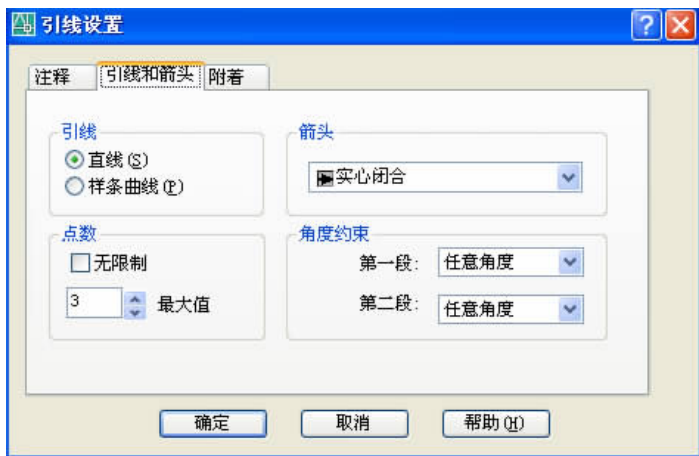 引线设置
注释 引线和箭头 附着
引线
直线(S)
样条曲线(P)
箭头
实心闭合
点数
无限制
3 最大值
角度约束
第一段: 任意角度
第二段: 任意角度
确定 取消 帮助(H)